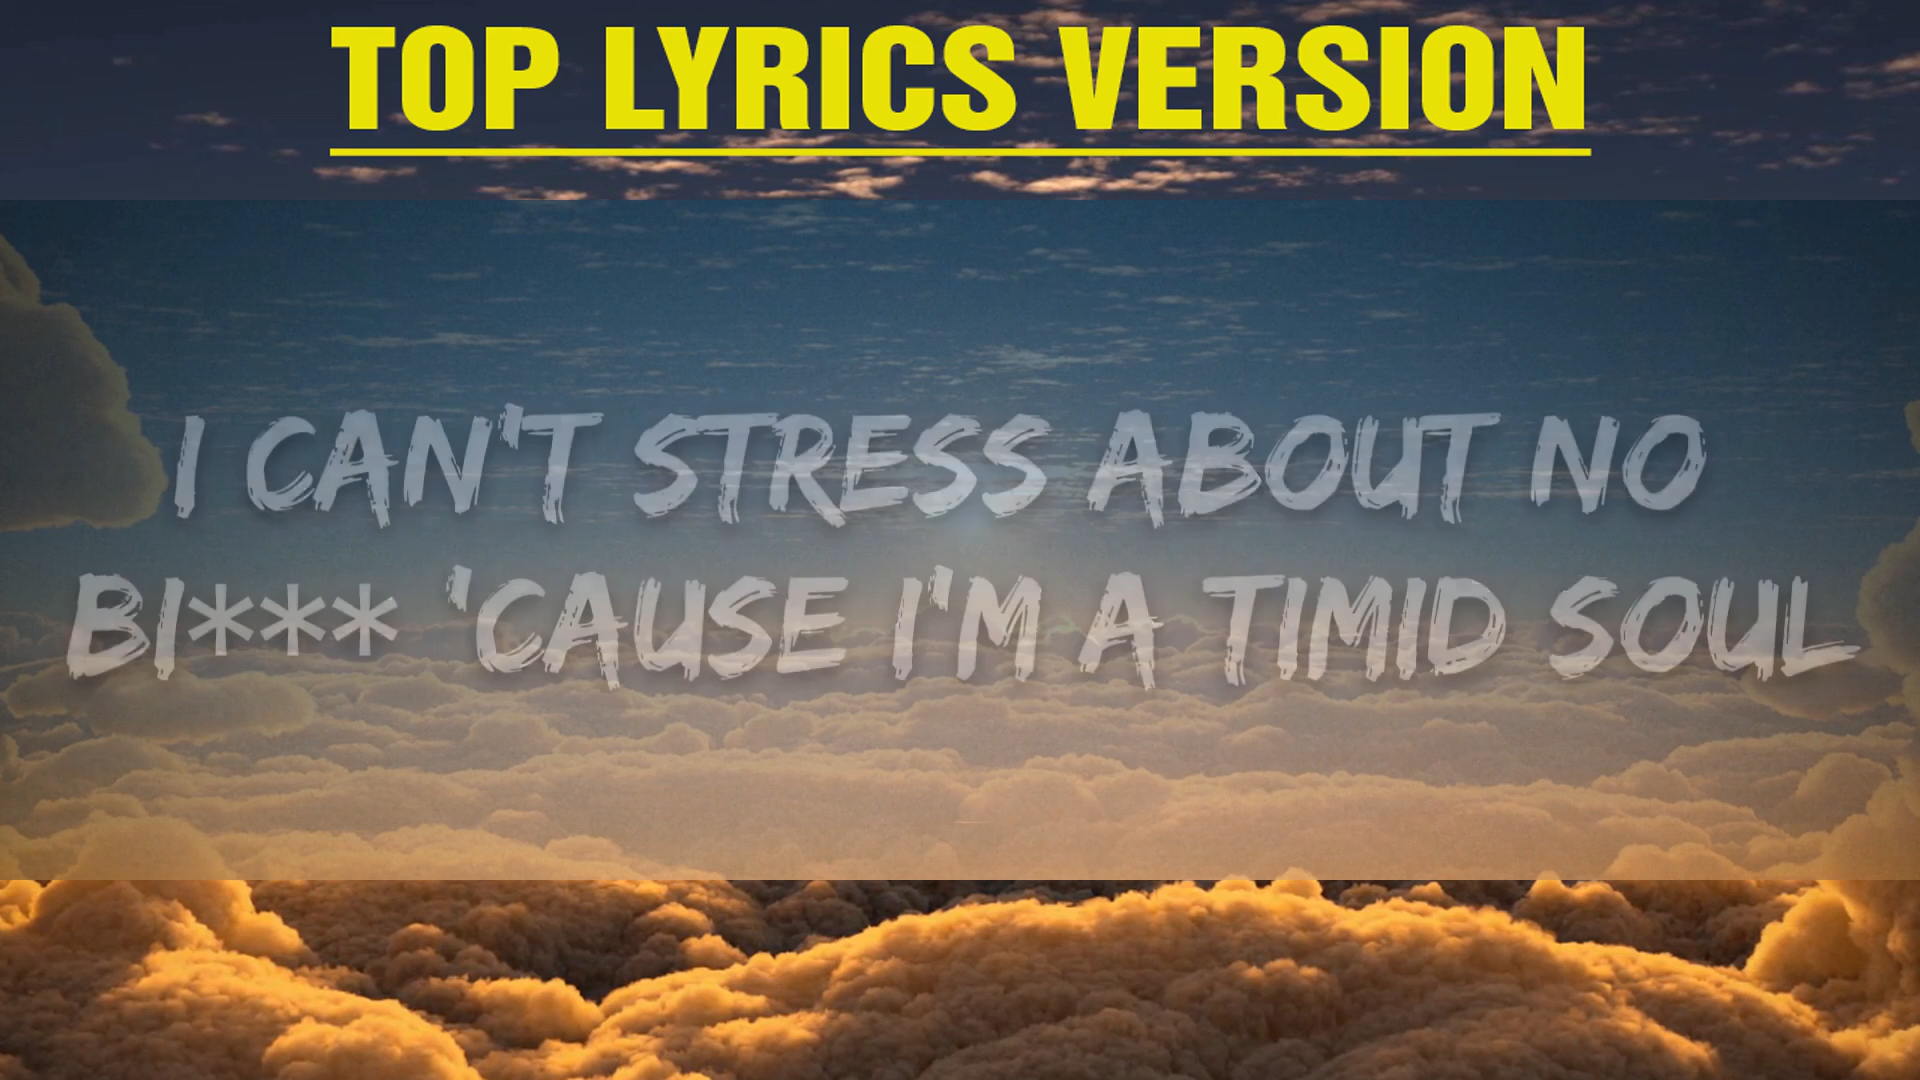 TOP LYRICS VERSION
I CAN'T STRESS ABOUT NO
BI*** 'CAUSE I'M A TIMID SOUL